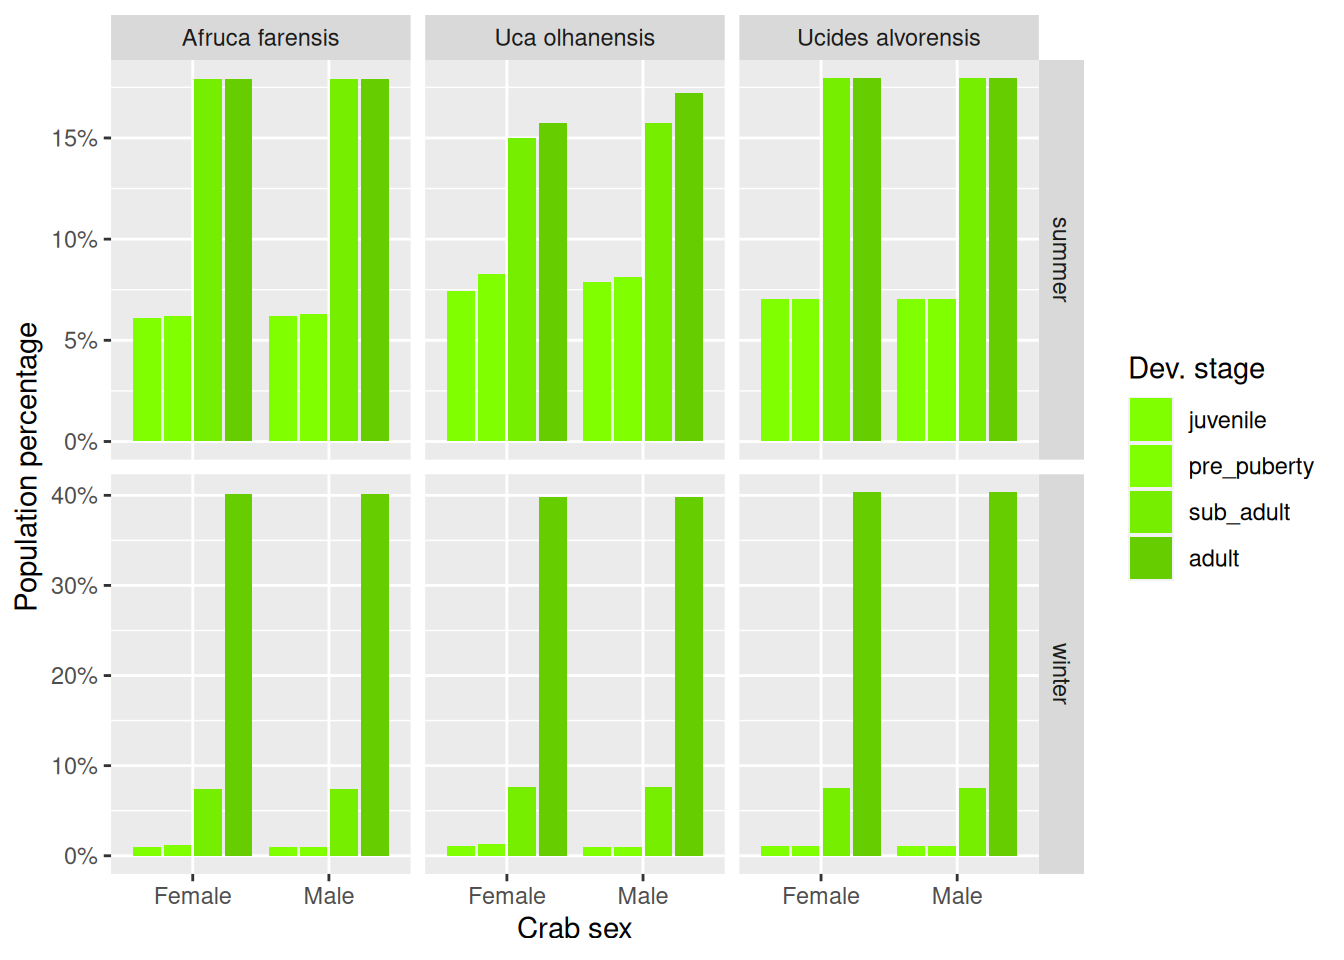 Afruca farensis
Uca olhanensis
Ucides alvorensis
15%
10%
5%
0%
summer
40%
30%
20%
10%
0%
winter
Female
Male
Female
Male
Female
Male
Crab sex
Population percentage
Dev. stage
juvenile
pre_puberty
sub_adult
adult